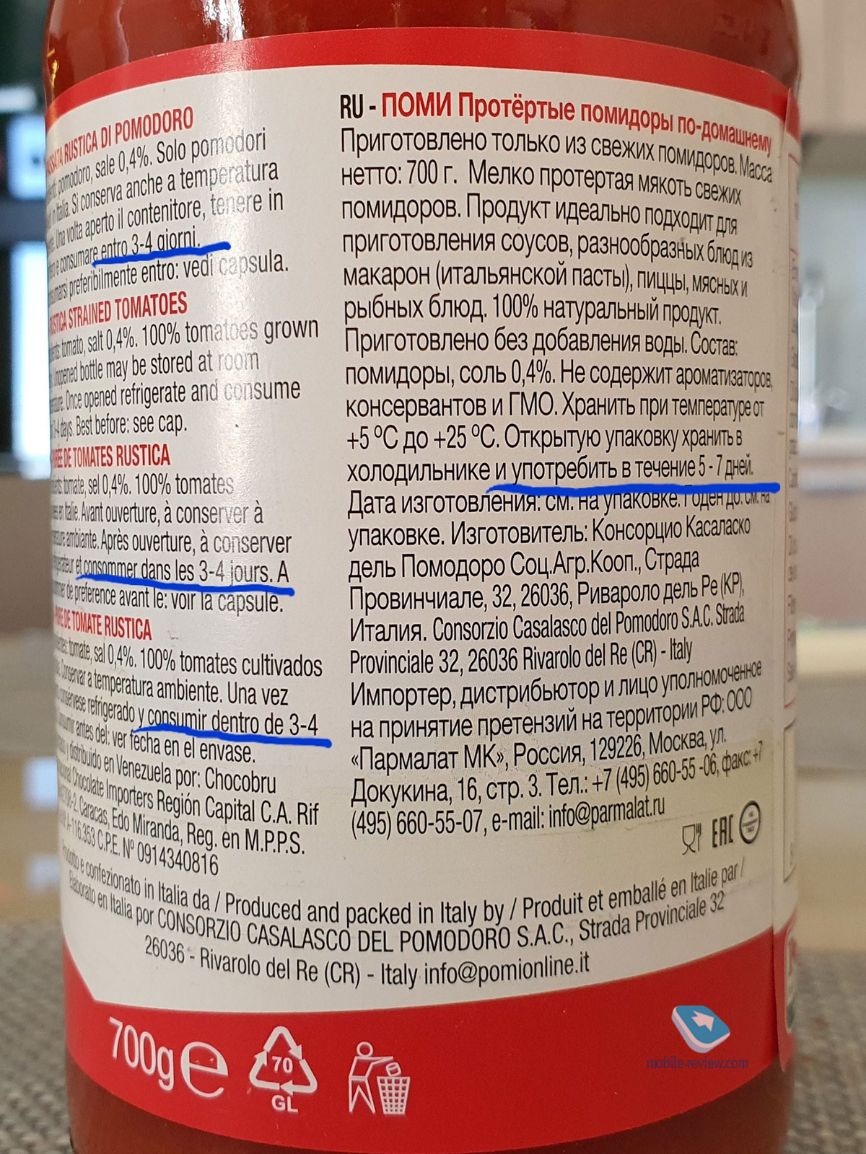 RUSTICA DI POMODORO
pomodoro, sale 0,4%. Solo pomodori
Italia. Si conserva anche a temperatura
Una volta aperto il contenitore, tenere in
consumare entro 3-4 giorni.
preferibilmente entro: vedi capsula.
STRAINED TOMATOES
tomato, salt 0,4%. 100% tomatoes grown
bottle may be stored at room
Once opened refrigerate and consume
days. Best before: see cap.
DE TOMATES RUSTICA
tomate, sel 0,4%. 100% tomates
en Italie. Avant ouverture, à conserver à
ambiante. Après ouverture, à conserver
et consommer dans les 3-4 jours. A
de préférence avant le: voir la capsule.
DE TOMATE RUSTICA
tomate, sal 0,4%. 100% tomates cultivados
Conservar a temperatura ambiente. Una vez
refrigerado y consumir dentro de 3-4
antes del: ver fecha en el envase.
distribuido en Venezuela por: Chocobru
Chocolate Importers Región Capital C.A. Rif
Caracas, Edo Miranda, Reg. en M.P.P.S.
C.P.E. Nº 0914340816
RU - ПОМИ Протёртые помидоры по-домашнему
Приготовлено только из свежих помидоров. Масса
нетто: 700 г. Мелко протертая мякоть свежих
помидоров. Продукт идеально подходит для
приготовления соусов, разнообразных блюд из
макарон (итальянской пасты), пиццы, мясных и
рыбных блюд. 100% натуральный продукт.
Приготовлено без добавления воды. Состав:
помидоры, соль 0,4%. Не содержит ароматизаторов,
консервантов и ГМО. Хранить при температуре от
+5 ºС до +25 ºС. Открытую упаковку хранить в
холодильнике и употребить в течение 5 - 7 дней.
Дата изготовления: см. на упаковке. Годен до: см. на
упаковке. Изготовитель: Консорцио Касаласко
дель Помодоро Соц.Агр.Кооп., Страда
Провинчиале, 32, 26036, Ривароло дель Ре (КР),
Италия. Consorzio Casalasco del Pomodoro S.A.C. Strada
Provinciale 32, 26036 Rivarolo del Re (CR) - Italy
Импортер, дистрибьютор и лицо уполномоченное
на принятие претензий на территории РФ: ООО
«Пармалат МК», Россия, 129226, Москва, ул.
Докукина, 16, стр. 3. Тел.: +7 (495) 660-55 -06, факс: +7
(495) 660-55-07, e-mail: info@parmalat.ru
EAC
e confezionato in Italia da / Produced and packed in Italy by / Produit et emballé en Italie par /
Elaborato en Italia por CONSORZIO CASALASCO DEL POMODORO S.A.C., Strada Provinciale 32
26036 - Rivarolo del Re (CR) - Italy info@pomionline.it
700g e
70
GL
mobile-review.com